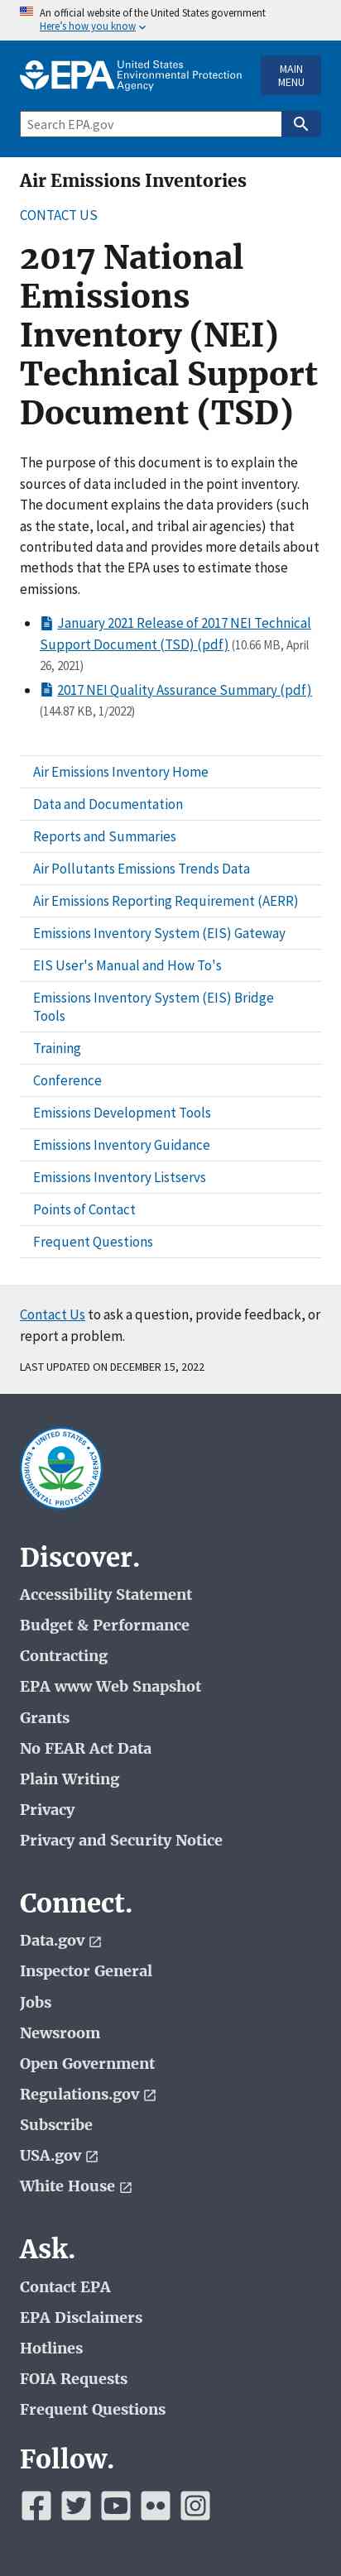 An official website of the United States government
Here's how you know
EPA
United States
Environmental Protection
Agency
MAIN
MENU
Search EPA.gov
Air Emissions Inventories
CONTACT US
2017 National
Emissions
Inventory (NEI)
Technical Support
Document (TSD)
The purpose of this document is to explain the
sources of data included in the point inventory.
The document explains the data providers (such
as the state, local, and tribal air agencies) that
contributed data and provides more details about
methods that the EPA uses to estimate those
emissions.
January 2021 Release of 2017 NEI Technical
Support Document (TSD) (pdf) (10.66 MB, April
26, 2021)
2017 NEI Quality Assurance Summary (pdf)
(144.87 KB, 1/2022)
Air Emissions Inventory Home
Data and Documentation
Reports and Summaries
Air Pollutants Emissions Trends Data
Air Emissions Reporting Requirement (AERR)
Emissions Inventory System (EIS) Gateway
EIS User's Manual and How To's
Emissions Inventory System (EIS) Bridge
Tools
Training
Conference
Emissions Development Tools
Emissions Inventory Guidance
Emissions Inventory Listservs
Points of Contact
Frequent Questions
Contact Us to ask a question, provide feedback, or
report a problem.
LAST UPDATED ON DECEMBER 15, 2022
UNITED STATES
ENVIRONMENTAL PROTECTION AGENCY
Discover.
Accessibility Statement
Budget & Performance
Contracting
EPA www Web Snapshot
Grants
No FEAR Act Data
Plain Writing
Privacy
Privacy and Security Notice
Connect.
Data.gov
Inspector General
Jobs
Newsroom
Open Government
Regulations.gov
Subscribe
USA.gov
White House
Ask.
Contact EPA
EPA Disclaimers
Hotlines
FOIA Requests
Frequent Questions
Follow.